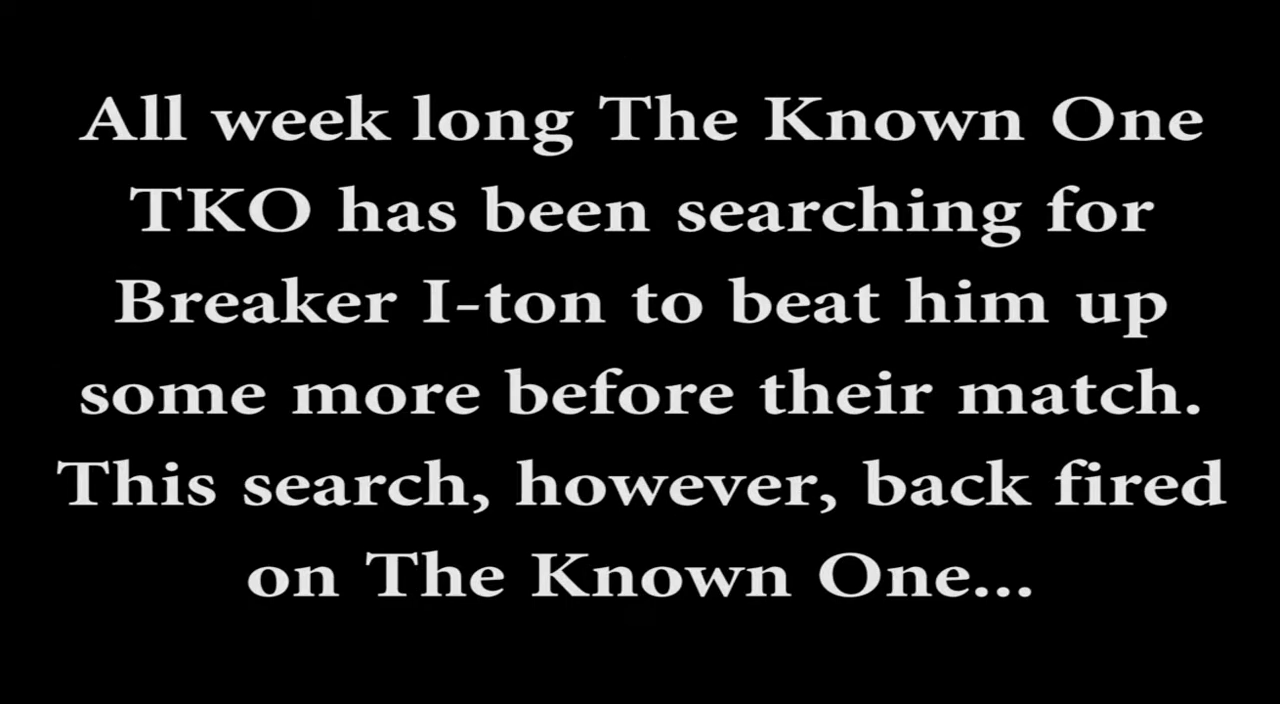 All week long The Known One
TKO has been searching for
Breaker I-ton to beat him up
some more before their match.
This search, however, back fired
on The Known One...